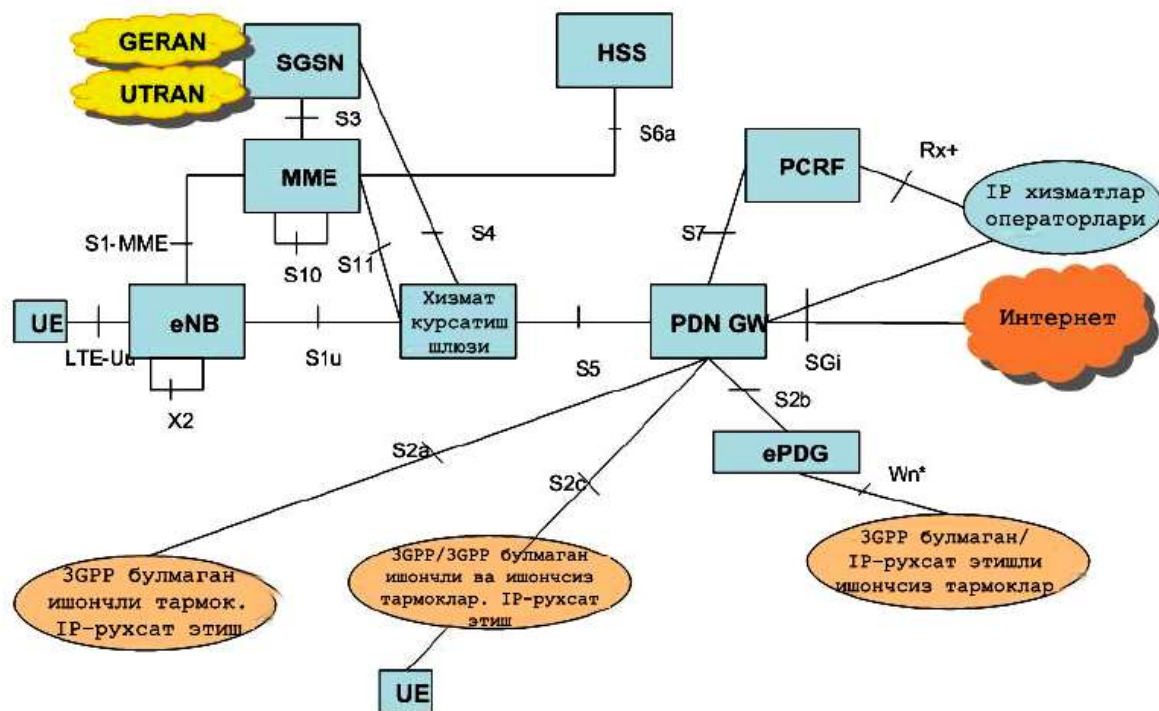 GERAN
SGSN
HSS
UTRAN
S3
S6a
Rx+
MME
PCRF
IP хизматлар
операторлари
S1-MME
S10
S11
S4
S7
UE
eNB
Хизмат
курсатиш
шлюзи
PDN GW
Интернет
LTE-Uu
S1u
S5
SGi
X2
S2b
S2a
ePDG
S2c
Wn*
3GPP булмаган
ишончли тармок.
IP-рухсат этиш
3GPP/3GPP булмаган
ишончли ва ишончсиз
тармоклар. IP-рухсат
этиш
3GPP булмаган/
IP-рухсат этишли
ишончсиз тармоклар
UE